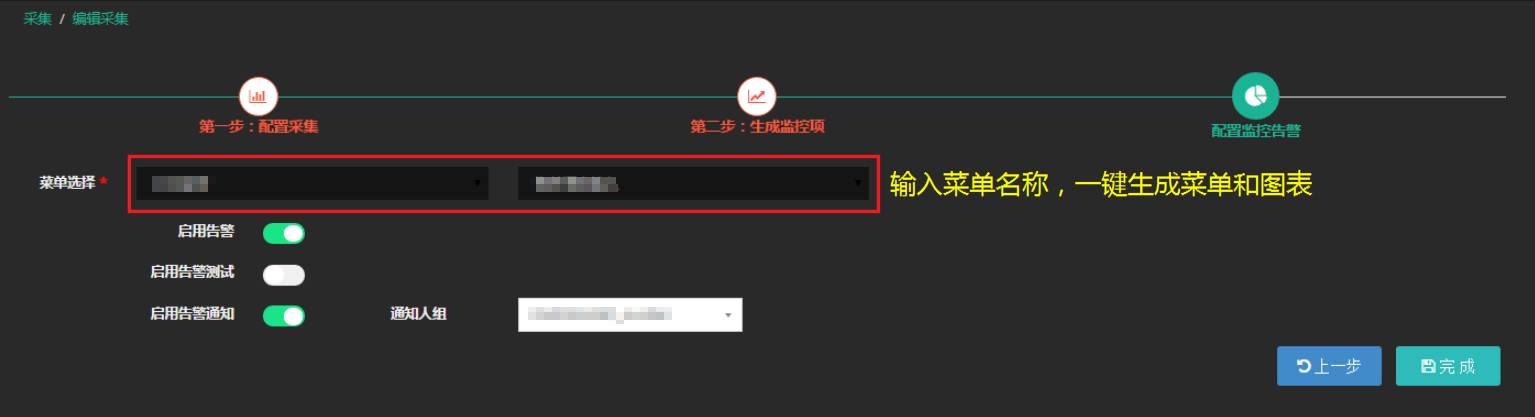 采集 / 编辑采集
第一步：配置采集
第二步：生成监控项
配置监控告警
菜单选择 *
输入菜单名称，一键生成菜单和图表
启用告警
启用告警测试
启用告警通知 通知人组
上一步 完 成